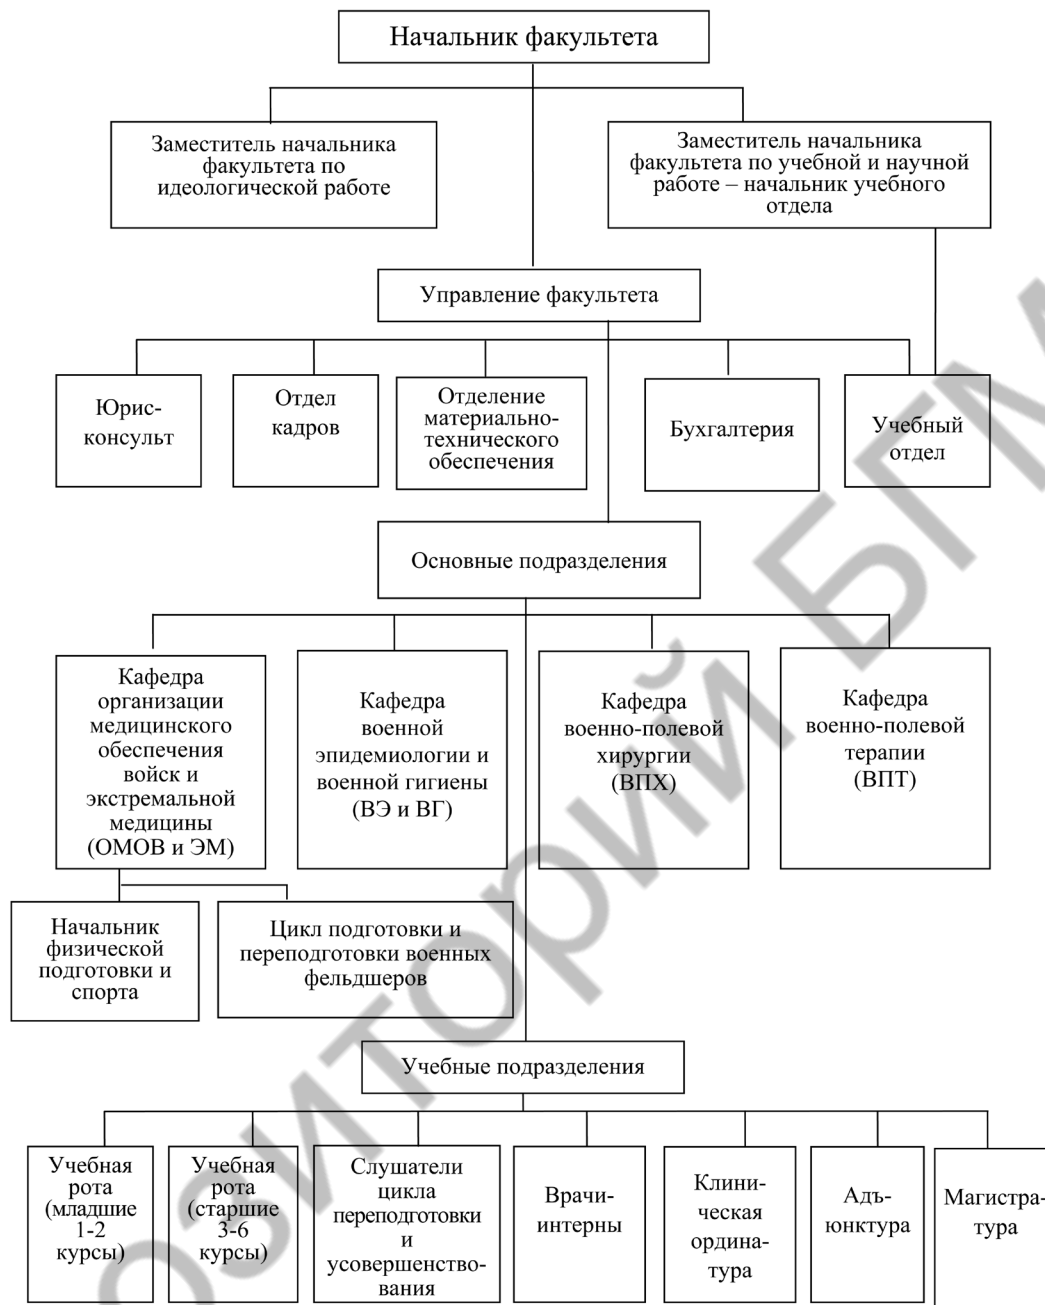 Начальник факультета
Заместитель начальника
факультета по
идеологической работе
Заместитель начальника
факультета по учебной и научной
работе – начальник учебного
отдела
Управление факультета
Юрис-
консульт
Отдел
кадров
Отделение
материально-
технического
обеспечения
Бухгалтерия
Учебный
отдел
Основные подразделения
Кафедра
организации
медицинского
обеспечения
войск и
экстремальной
медицины
(ОМОВ и ЭМ)
Кафедра
военной
эпидемиологии и
военной гигиены
(ВЭ и ВГ)
Кафедра
военно-полевой
хирургии
(ВПХ)
Кафедра
военно-полевой
терапии
(ВПТ)
Начальник
физической
подготовки и
спорта
Цикл подготовки и
переподготовки военных
фельдшеров
Учебные подразделения
Учебная
рота
(младшие
1-2
курсы)
Учебная
рота
(старшие
3-6
курсы)
Слушатели
цикла
переподготовки
и
усовершенство-
вания
Врачи-
интерны
Клини-
ческая
ордина-
тура
Адъ-
юнктура
Магистра-
тура